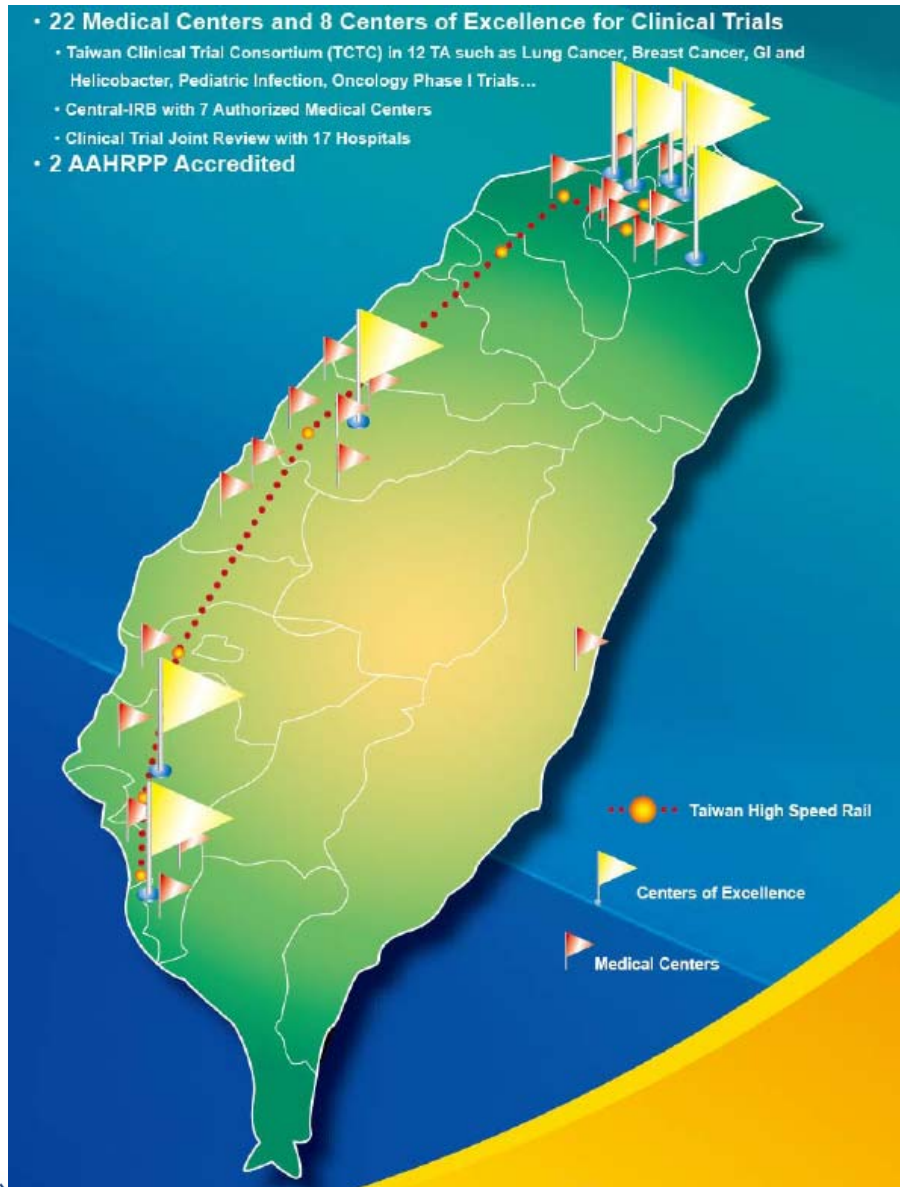 • 22 Medical Centers and 8 Centers of Excellence for Clinical Trials
• Taiwan Clinical Trial Consortium (TCTC) in 12 TA such as Lung Cancer, Breast Cancer, GI and
Helicobacter, Pediatric Infection, Oncology Phase I Trials…
• Central-IRB with 7 Authorized Medical Centers
• Clinical Trial Joint Review with 17 Hospitals
• 2 AAHRPP Accredited
Taiwan High Speed Rail
Centers of Excellence
Medical Centers